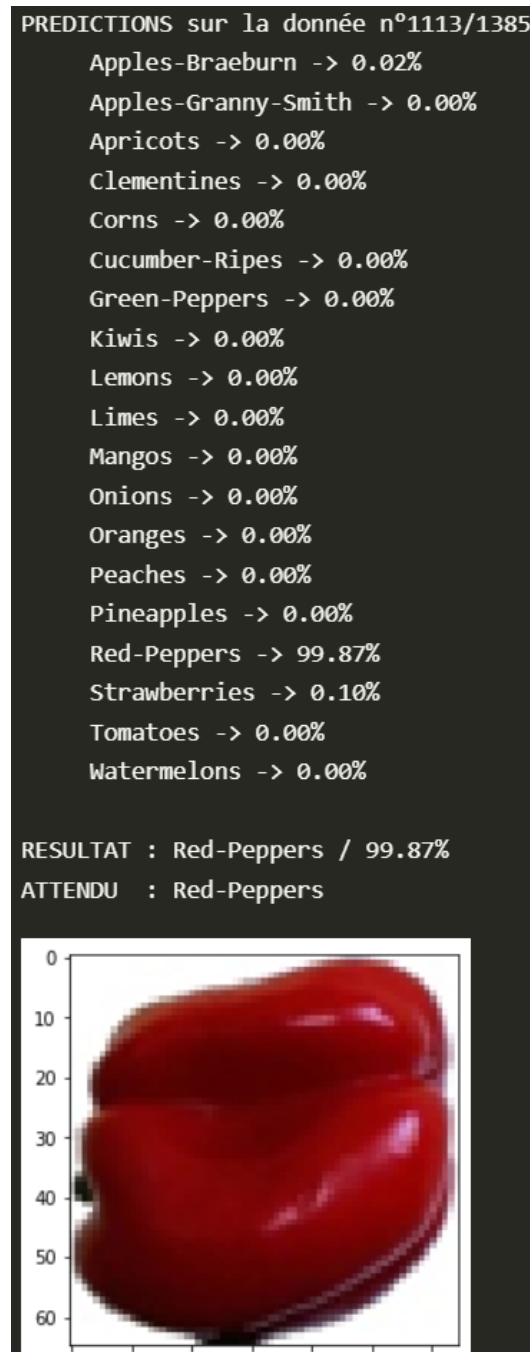 PREDICTIONS sur la donnée n°1113/1385
Apples-Braeburn -> 0.02%
Apples-Granny-Smith -> 0.00%
Apricots -> 0.00%
Clementines -> 0.00%
Corns -> 0.00%
Cucumber-Ripes -> 0.00%
Green-Peppers -> 0.00%
Kiwis -> 0.00%
Lemons -> 0.00%
Limes -> 0.00%
Mangos -> 0.00%
Onions -> 0.00%
Oranges -> 0.00%
Peaches -> 0.00%
Pineapples -> 0.00%
Red-Peppers -> 99.87%
Strawberries -> 0.10%
Tomatoes -> 0.00%
Watermelons -> 0.00%
RESULTAT : Red-Peppers / 99.87%
ATTENDU  : Red-Peppers
0
10
20
30
40
50
60